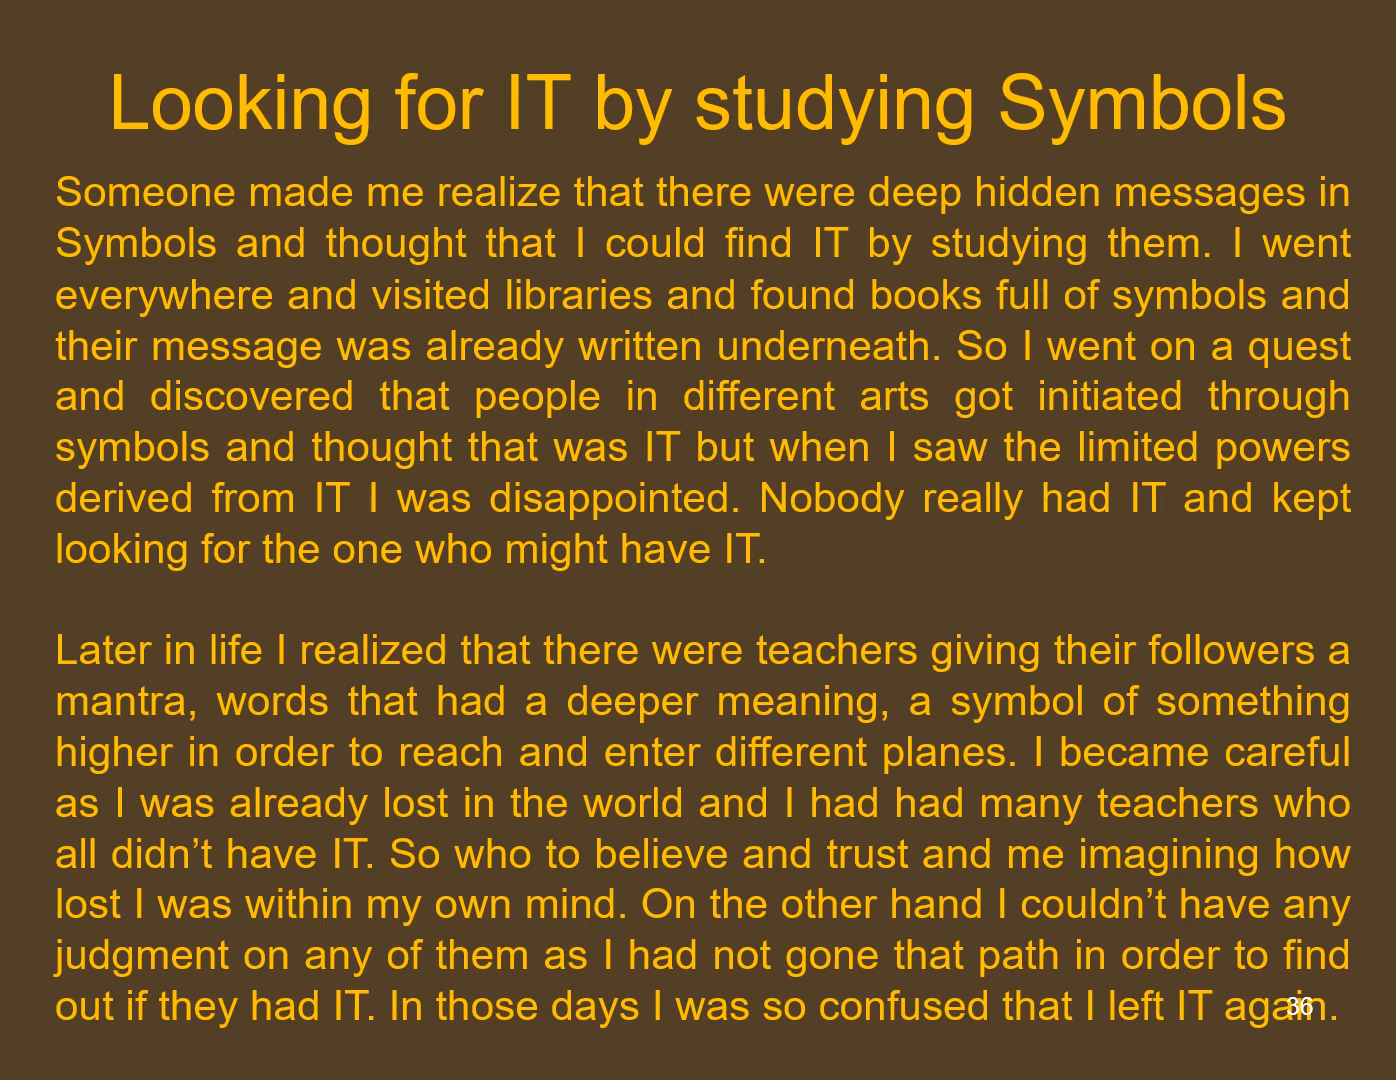 Looking for IT by studying Symbols
Someone made me realize that there were deep hidden messages in
Symbols and thought that I could find IT by studying them. I went
everywhere and visited libraries and found books full of symbols and
their message was already written underneath. So I went on a quest
and discovered that people in different arts got initiated through
symbols and thought that was IT but when I saw the limited powers
derived from IT I was disappointed. Nobody really had IT and kept
looking for the one who might have IT.
Later in life I realized that there were teachers giving their followers a
mantra, words that had a deeper meaning, a symbol of something
higher in order to reach and enter different planes. I became careful
as I was already lost in the world and I had had many teachers who
all didn’t have IT. So who to believe and trust and me imagining how
lost I was within my own mind. On the other hand I couldn’t have any
judgment on any of them as I had not gone that path in order to find
out if they had IT. In those days I was so confused that I left IT again.
36